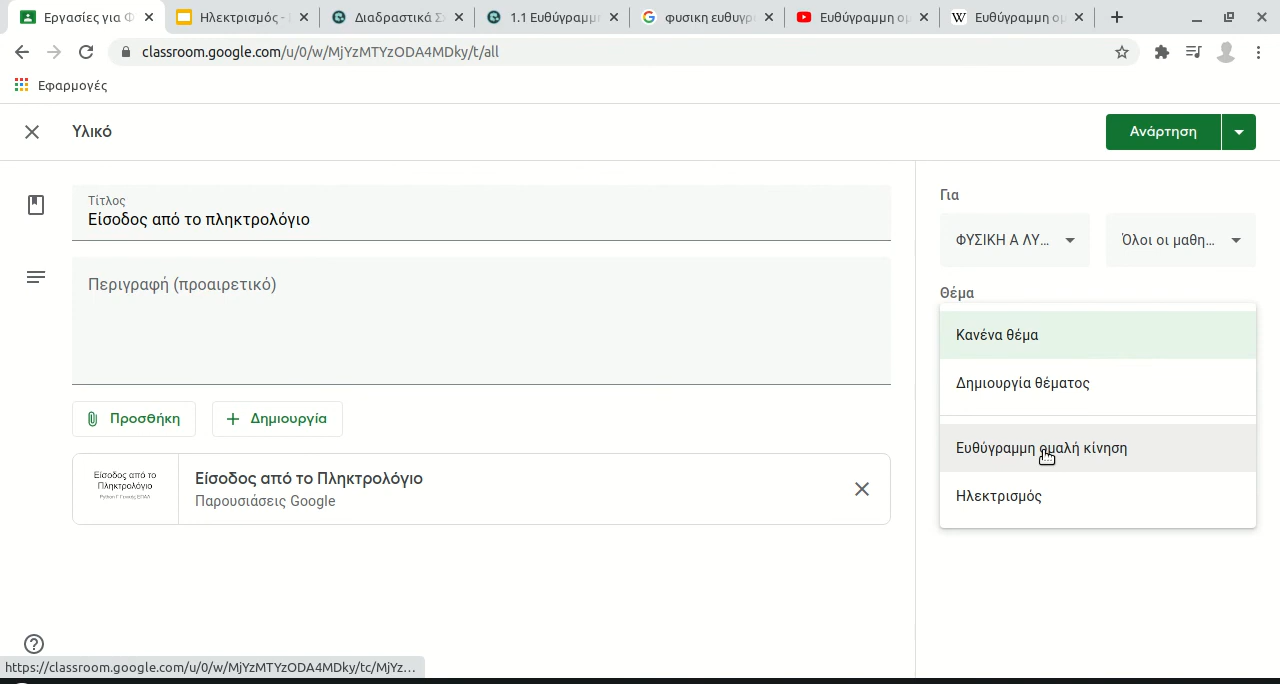 Εργασίες για Φ
Ηλεκτρισμός -
Διαδραστικά Σ
1.1 Ευθύγραμμ
φυσικη ευθυγρ
Ευθύγραμμη ομ
Ευθύγραμμη ομ
classroom.google.com/u/0/w/MjYzMTYzODA4MDky/t/all
Εφαρμογές
Υλικό
Ανάρτηση
Τίτλος
Είσοδος από το πληκτρολόγιο
Περιγραφή (προαιρετικό)
Προσθήκη
Δημιουργία
Είσοδος από το
Πληκτρολόγιο
Python Γ Γενικής ΕΠΑΛ
Είσοδος από το Πληκτρολόγιο
Παρουσιάσεις Google
Για
ΦΥΣΙΚΗ Α ΛΥ...
Όλοι οι μαθη...
Θέμα
Κανένα θέμα
Δημιουργία θέματος
Ευθύγραμμη ομαλή κίνηση
Ηλεκτρισμός
https://classroom.google.com/u/0/w/MjYzMTYzODA4MDky/tc/MjYz...